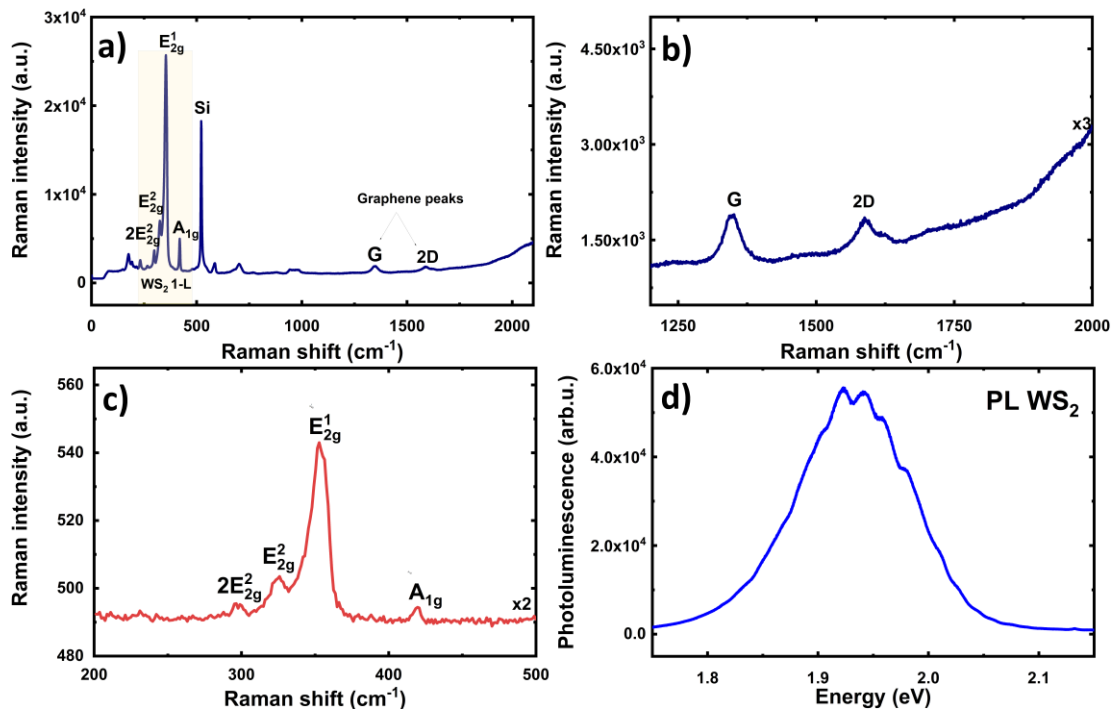 a)
3x10⁴
2x10⁴
1x10⁴
0
Raman intensity (a.u.)
E¹₂g
Si
E²₂g
2E²₂g
A₁g
WS₂ 1-L
Graphene peaks
G
2D
0 500 1000 1500 2000
Raman shift (cm⁻¹)
b)
4.50x10³
3.00x10³
1.50x10³
Raman intensity (a.u.)
x3
G
2D
1250 1500 1750 2000
Raman shift (cm⁻¹)
c)
560
540
520
500
480
Raman intensity (a.u.)
E¹₂g
E²₂g
2E²₂g
A₁g
x2
200 300 400 500
Raman shift (cm⁻¹)
d)
PL WS₂
6.0x10⁴
4.0x10⁴
2.0x10⁴
0.0
Photoluminescence (arb.u.)
1.8 1.9 2.0 2.1
Energy (eV)